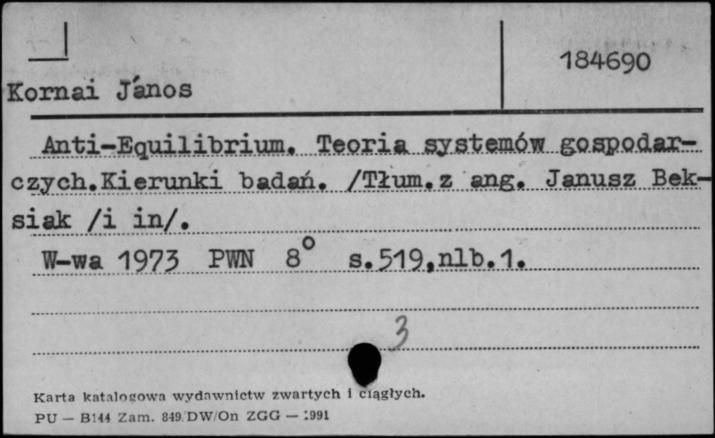 184690
Kornai János
Anti-Equilibrium. Teoria systemów gospodar-
czych.Kierunki badań. /Tłum.z ang. Janusz Bek-
siak /i in/.
W-wa 1973 PWN 8° s.519,nlb.1.
3
Karta katalogowa wydawnictw zwartych i ciągłych.
PU — B144 Zam. 849/DW/On ZGG — 1991